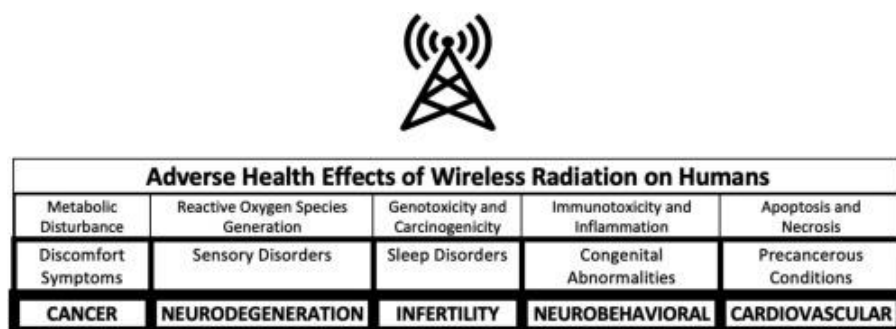 Adverse Health Effects of Wireless Radiation on Humans
Metabolic Disturbance
Reactive Oxygen Species Generation
Genotoxicity and Carcinogenicity
Immunotoxicity and Inflammation
Apoptosis and Necrosis
Discomfort Symptoms
Sensory Disorders
Sleep Disorders
Congenital Abnormalities
Precancerous Conditions
CANCER
NEURODEGENERATION
INFERTILITY
NEUROBEHAVIORAL
CARDIOVASCULAR